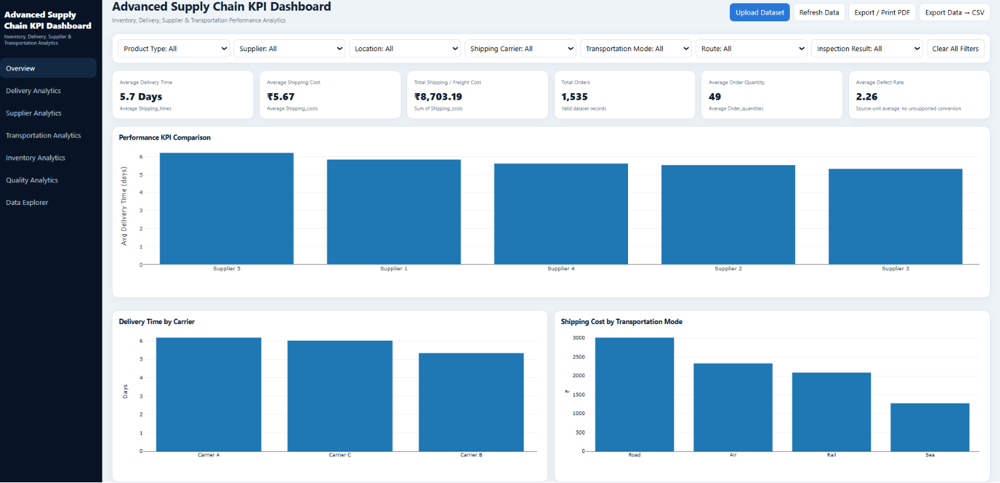 Advanced Supply
Chain KPI Dashboard
Inventory, Delivery, Supplier &
Transportation Analytics
Overview
Delivery Analytics
Supplier Analytics
Transportation Analytics
Inventory Analytics
Quality Analytics
Data Explorer
Advanced Supply Chain KPI Dashboard
Inventory, Delivery, Supplier & Transportation Performance Analytics
Upload Dataset
Refresh Data
Export / Print PDF
Export Data → CSV
Product Type: All
Supplier: All
Location: All
Shipping Carrier: All
Transportation Mode: All
Route: All
Inspection Result: All
Clear All Filters
Average Delivery Time
5.7 Days
Average Shipping_times
Average Shipping Cost
₹5.67
Average Shipping_costs
Total Shipping / Freight Cost
₹8,703.19
Sum of Shipping_costs
Total Orders
1,535
Valid dataset records
Average Order Quantity
49
Average Order_quantities
Average Defect Rate
2.26
Source-unit average; no unsupported conversion
Performance KPI Comparison
Avg Delivery Time (days)
6
5
4
3
2
1
0
Supplier 5
Supplier 1
Supplier 4
Supplier 2
Supplier 3
Delivery Time by Carrier
Days
6
5
4
3
2
1
0
Carrier A
Carrier C
Carrier B
Shipping Cost by Transportation Mode
₹
3000
2500
2000
1500
1000
500
0
Road
Air
Rail
Sea